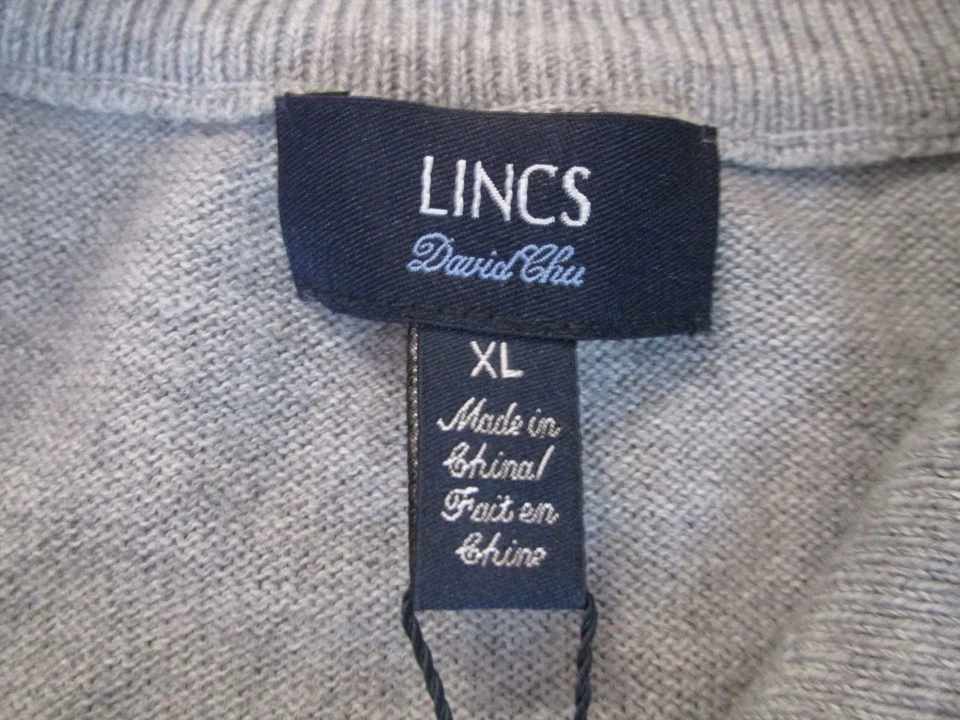 LINCS
David Chu
XL
Made in
China/
Fait en
Chine